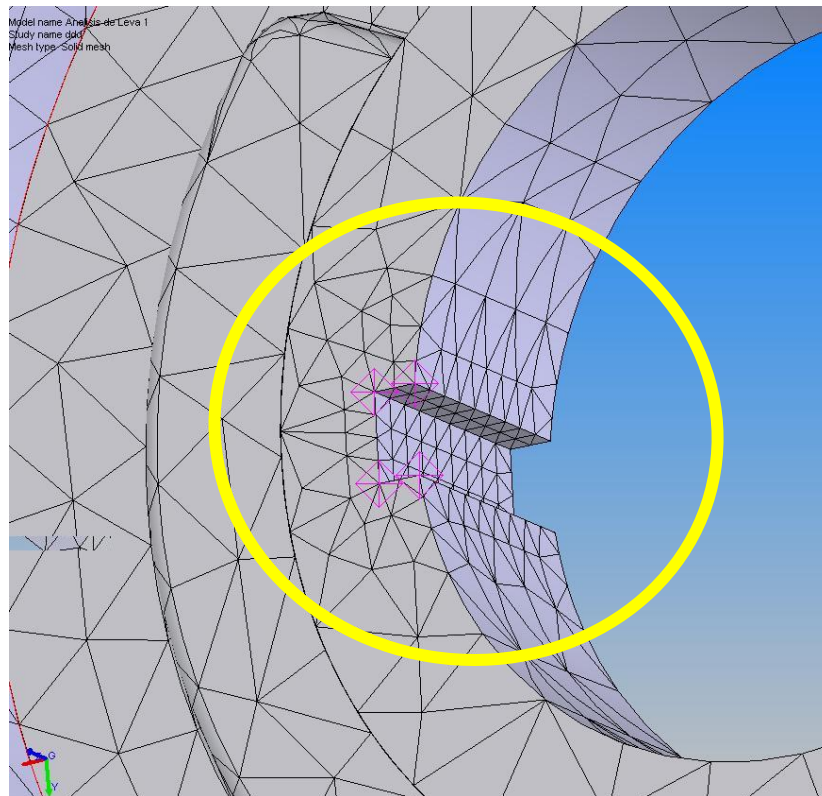 Model name Analisis de Leva 1
Study name ddd
Mesh type Solid mesh
G
Y